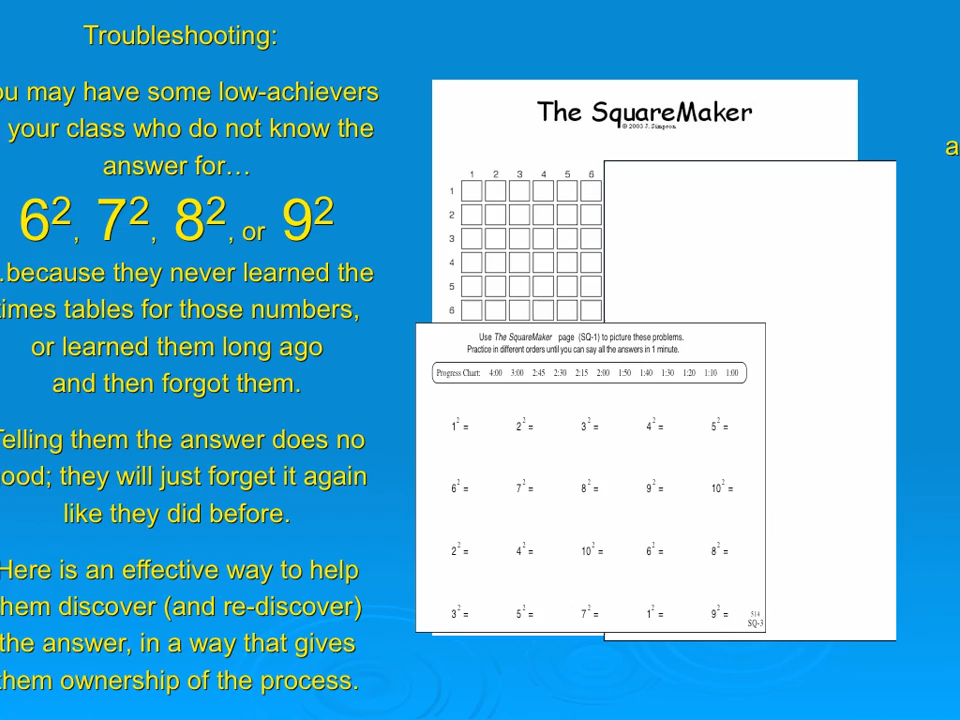 Troubleshooting:
ou may have some low-achievers
your class who do not know the
answer for…
6², 7², 8², or 9²
.because they never learned the
imes tables for those numbers,
or learned them long ago
and then forgot them.
Telling them the answer does no
ood; they will just forget it again
like they did before.
Here is an effective way to help
hem discover (and re-discover)
the answer, in a way that gives
hem ownership of the process.
The SquareMaker
© 2003 J. Simpson
1 2 3 4 5 6
1
2
3
4
5
6
Use The SquareMaker page (SQ-1) to picture these problems.
Practice in different orders until you can say all the answers in 1 minute.
Progress Chart: 4:00 3:00 2:45 2:30 2:15 2:00 1:50 1:40 1:30 1:20 1:10 1:00
1² = 2² = 3² = 4² = 5² =
6² = 7² = 8² = 9² = 10² =
2² = 4² = 10² = 6² = 8² =
3² = 5² = 7² = 1² = 9² =
SQ-3
a